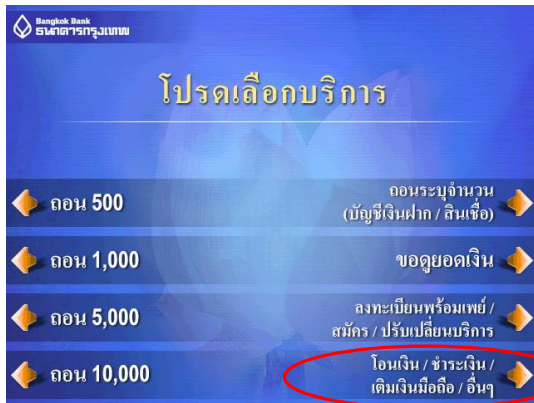 Bangkok Bank
ธนาคารกรุงเทพ
โปรดเลือกบริการ
ถอน 500
ถอนระบุจำนวน
(บัญชีเงินฝาก / สินเชื่อ)
ถอน 1,000
ขอดูยอดเงิน
ถอน 5,000
ลงทะเบียนพร้อมเพย์ /
สมัคร / ปรับเปลี่ยนบริการ
ถอน 10,000
โอนเงิน / ชำระเงิน /
เติมเงินมือถือ / อื่นๆ